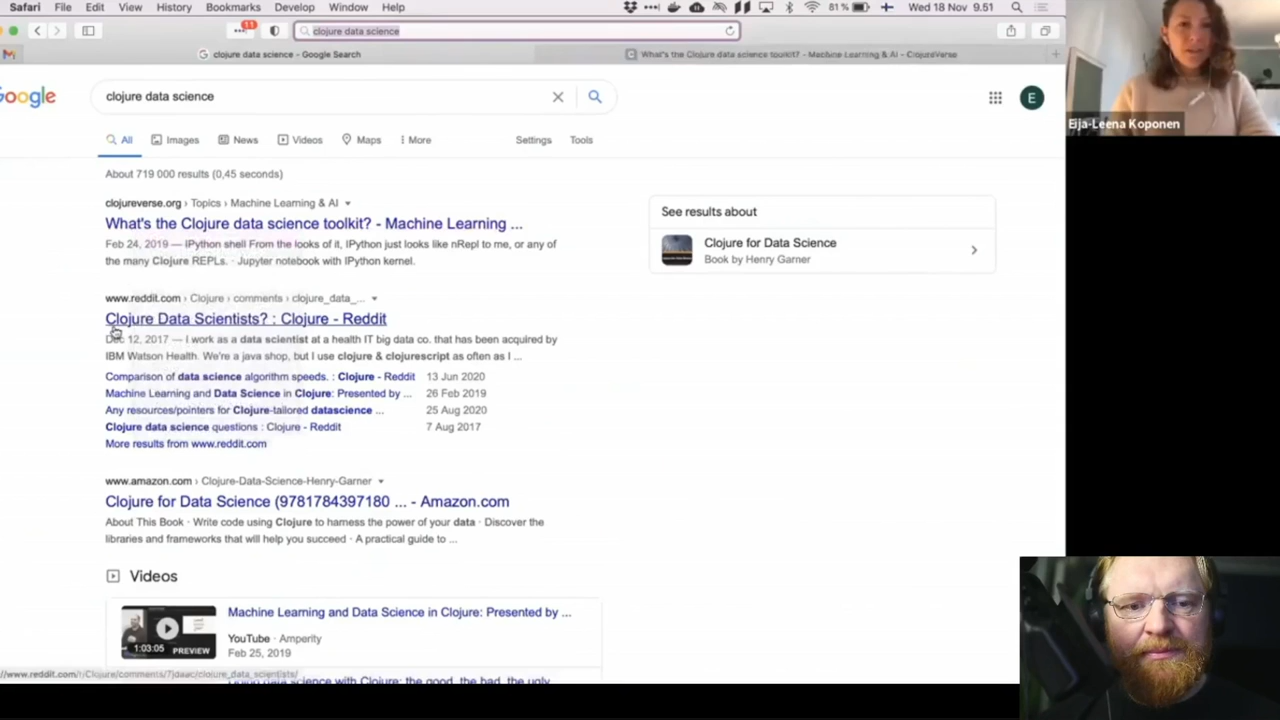 Safari File Edit View History Bookmarks Develop Window Help 81 % Wed 18 Nov 9.51
11 clojure data science
clojure data science - Google Search What's the Clojure data science toolkit? - Machine Learning & AI - ClojureVerse
Google clojure data science E
All Images News Videos Maps More Settings Tools
About 719 000 results (0,45 seconds)
clojureverse.org › Topics › Machine Learning & AI
What's the Clojure data science toolkit? - Machine Learning ...
Feb 24, 2019 — IPython shell From the looks of it, IPython just looks like nRepl to me, or any of
the many Clojure REPLs. · Jupyter notebook with IPython kernel.
See results about
Clojure for Data Science
Book by Henry Garner
www.reddit.com › Clojure › comments › clojure_data_...
Clojure Data Scientists? : Clojure - Reddit
Dec 12, 2017 — I work as a data scientist at a health IT big data co. that has been acquired by
IBM Watson Health. We're a java shop, but I use clojure & clojurescript as often as I ...
Comparison of data science algorithm speeds. : Clojure - Reddit 13 Jun 2020
Machine Learning and Data Science in Clojure: Presented by ... 26 Feb 2019
Any resources/pointers for Clojure-tailored datascience ... 25 Aug 2020
Clojure data science questions : Clojure - Reddit 7 Aug 2017
More results from www.reddit.com
www.amazon.com › Clojure-Data-Science-Henry-Garner
Clojure for Data Science (9781784397180 ... - Amazon.com
About This Book · Write code using Clojure to harness the power of your data · Discover the
libraries and frameworks that will help you succeed · A practical guide to ...
Videos
Machine Learning and Data Science in Clojure: Presented by ...
YouTube · Amperity
Feb 25, 2019
1:03:05 PREVIEW
Doing data science with Clojure: the good, the bad, the ugly
Eija-Leena Koponen